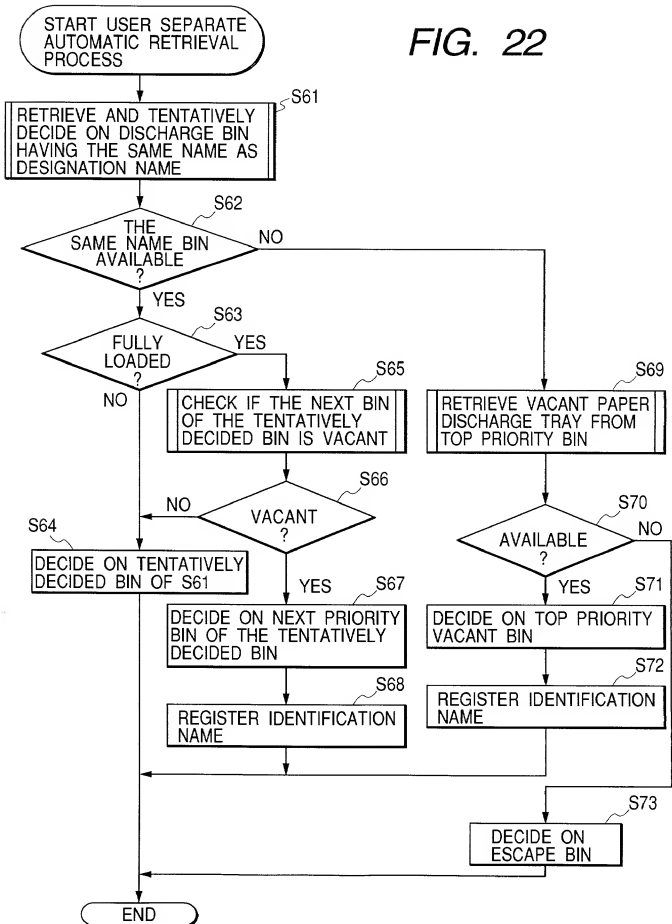 START USER SEPARATE
AUTOMATIC RETRIEVAL
PROCESS
FIG. 22
S61
RETRIEVE AND TENTATIVELY
DECIDE ON DISCHARGE BIN
HAVING THE SAME NAME AS
DESIGNATION NAME
S62
THE
SAME NAME BIN
AVAILABLE
?
NO
YES
S63
FULLY
LOADED
?
YES
NO
S65
CHECK IF THE NEXT BIN
OF THE TENTATIVELY
DECIDED BIN IS VACANT
S69
RETRIEVE VACANT PAPER
DISCHARGE TRAY FROM
TOP PRIORITY BIN
S66
VACANT
?
NO
YES
S70
AVAILABLE
?
NO
YES
S64
DECIDE ON TENTATIVELY
DECIDED BIN OF S61
S67
DECIDE ON NEXT PRIORITY
BIN OF THE TENTATIVELY
DECIDED BIN
S71
DECIDE ON TOP PRIORITY
VACANT BIN
S68
REGISTER IDENTIFICATION
NAME
S72
REGISTER IDENTIFICATION
NAME
S73
DECIDE ON
ESCAPE BIN
END